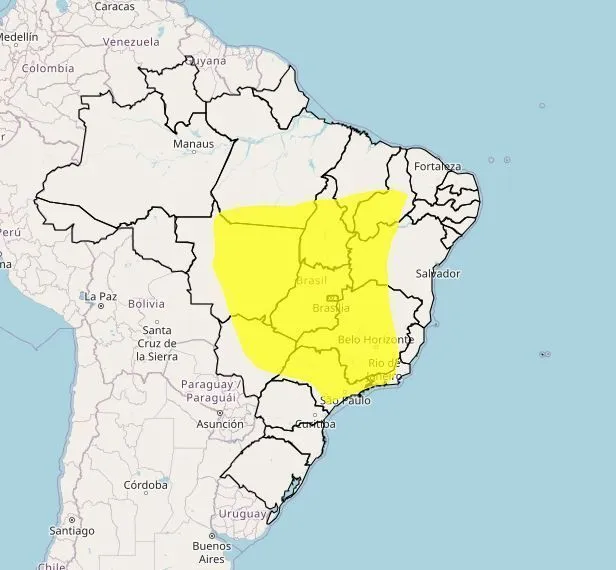 Caracas
Medellín
Venezuela
Guyana
Colombia
Manaus
Fortaleza
Perú
Salvador
Brasil
La Paz
Bolivia
Brasília
Santa
Cruz de
la Sierra
Belo Horizonte
Rio de
Janeiro
Paraguay /
Paraguái
São Paulo
Asunción
Curitiba
Córdoba
Uruguay
Santiago
Buenos
Aires
Chile